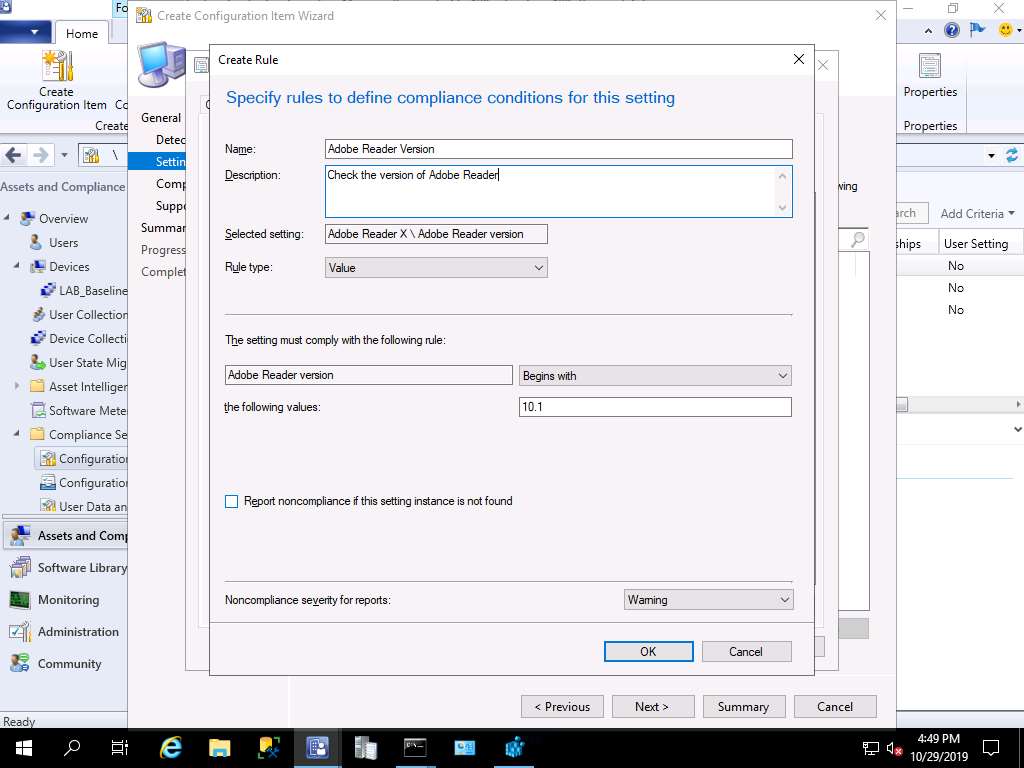 Fo
Create Configuration Item Wizard
Home
Create
Configuration Item
Co
Create
Properties
Properties
\
Assets and Compliance
Overview
Users
Devices
LAB_Baseline
User Collection
Device Collecti
User State Mig
Asset Intelliger
Software Mete
Compliance Se
Configuratio
Configuration
User Data an
Assets and Comp
Software Library
Monitoring
Administration
Community
Ready
General
Detec
Settin
Comp
Suppo
Summar
Progress
Complet
Create Rule
Specify rules to define compliance conditions for this setting
Name:
Adobe Reader Version
Description:
Check the version of Adobe Reader
Selected setting:
Adobe Reader X \ Adobe Reader version
Rule type:
Value
The setting must comply with the following rule:
Adobe Reader version
Begins with
the following values:
10.1
Report noncompliance if this setting instance is not found
Noncompliance severity for reports:
Warning
OK
Cancel
wing
arch
Add Criteria
ships
User Setting
No
No
No
< Previous
Next >
Summary
Cancel
4:49 PM
10/29/2019